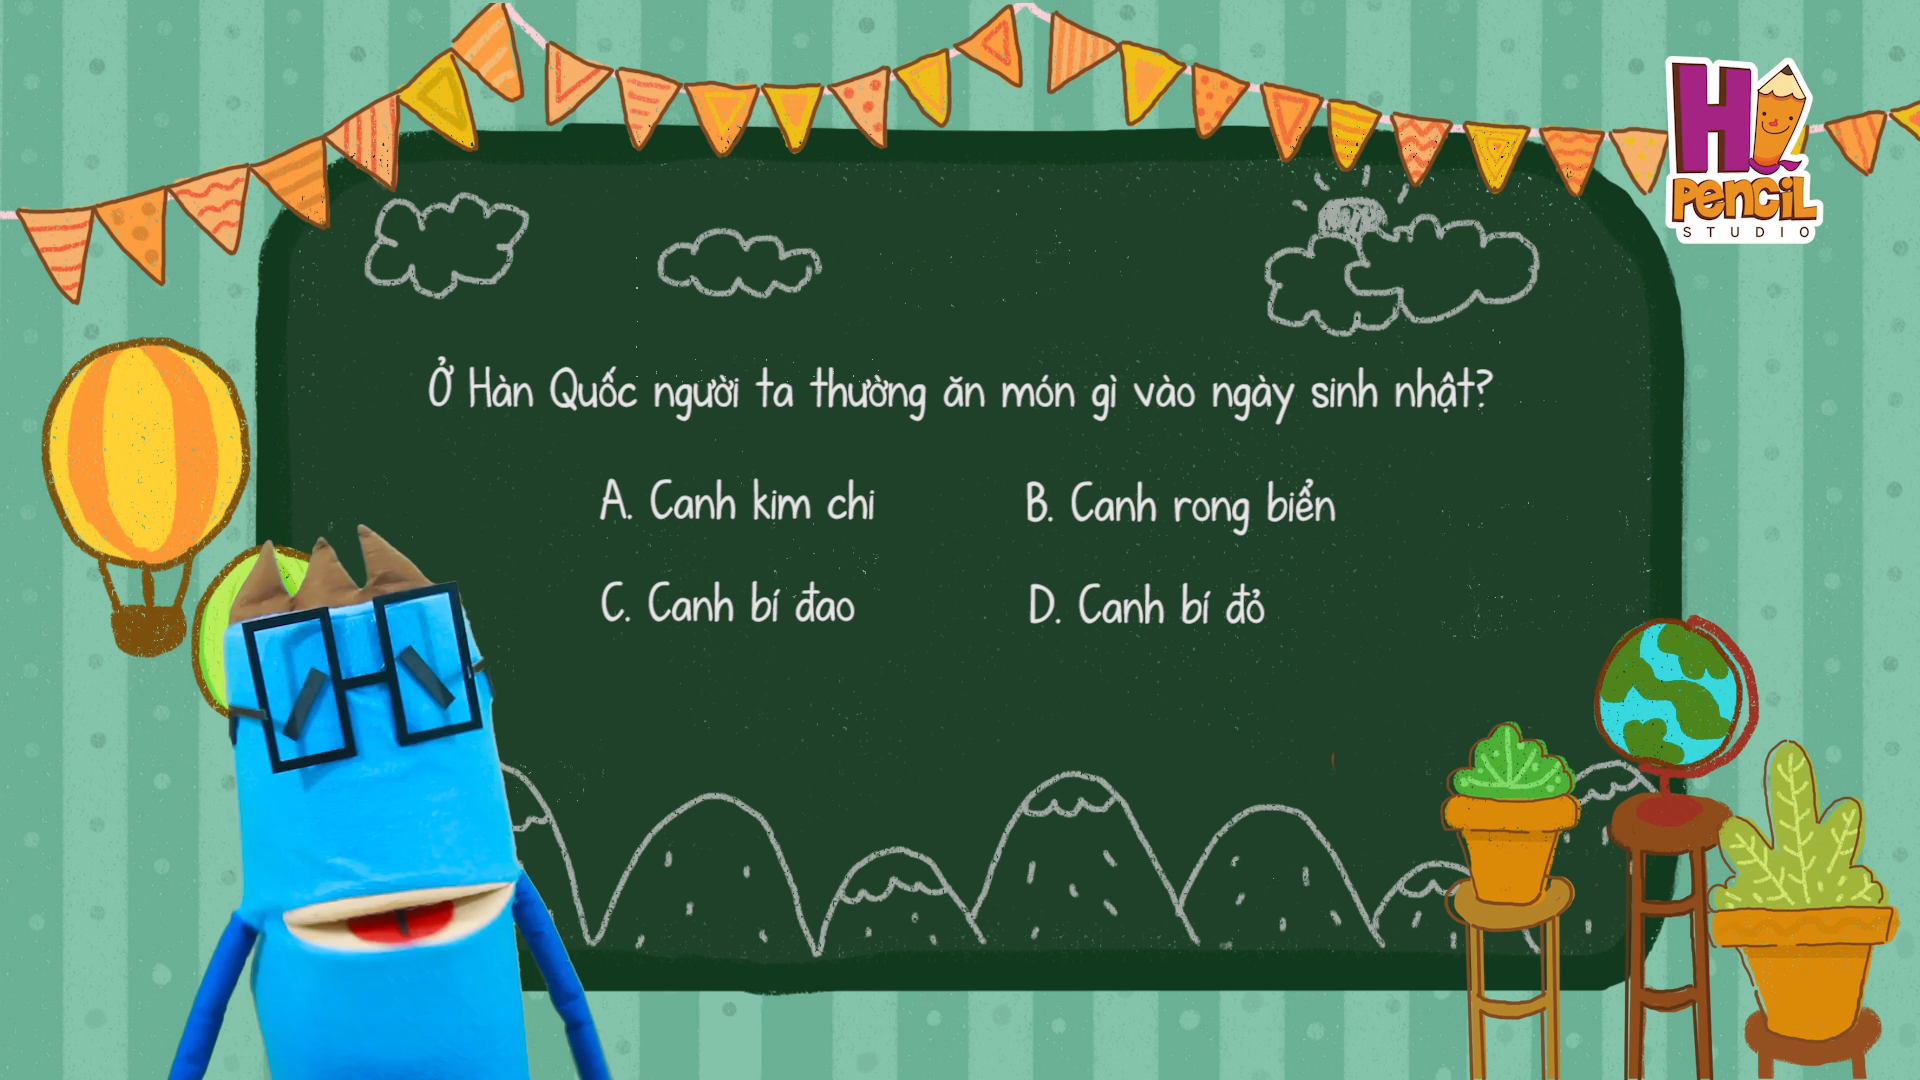 Hi
PENCIL
STUDIO
Ở Hàn Quốc người ta thường ăn món gì vào ngày sinh nhật?
A. Canh kim chi
B. Canh rong biển
C. Canh bí đao
D. Canh bí đỏ